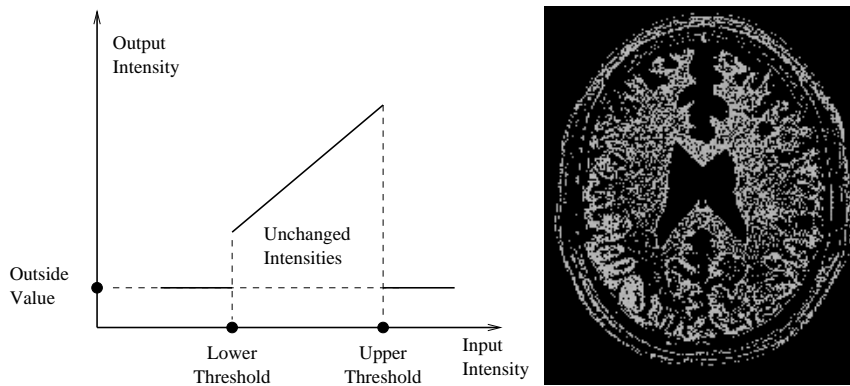 Output
Intensity
Unchanged
Intensities
Outside
Value
Lower
Threshold
Upper
Threshold
Input
Intensity